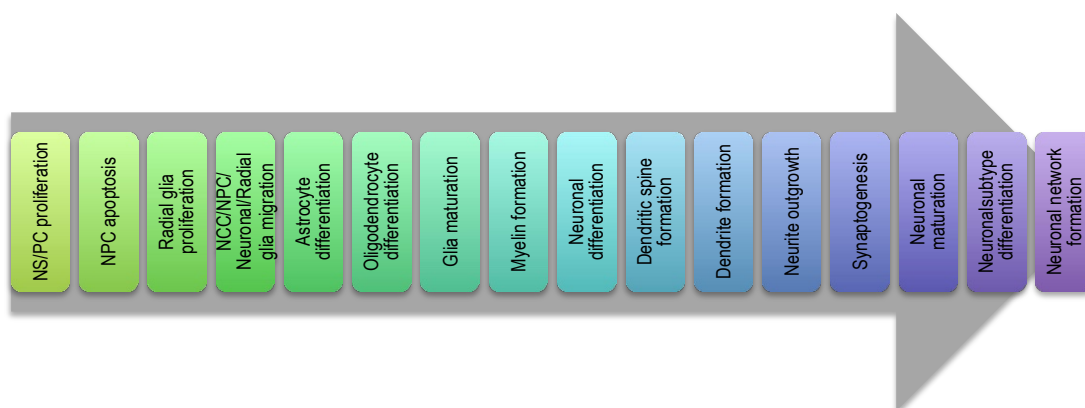 NS/PC proliferation
NPC apoptosis
Radial glia
proliferation
NCC/NPC/
Neuronal/Radial
glia migration
Astrocyte
differentiation
Oligodendrocyte
differentiation
Glia maturation
Myelin formation
Neuronal
differentiation
Dendritic spine
formation
Dendrite formation
Neurite outgrowth
Synaptogenesis
Neuronal
maturation
Neuronalsubtype
differentiation
Neuronal network
formation